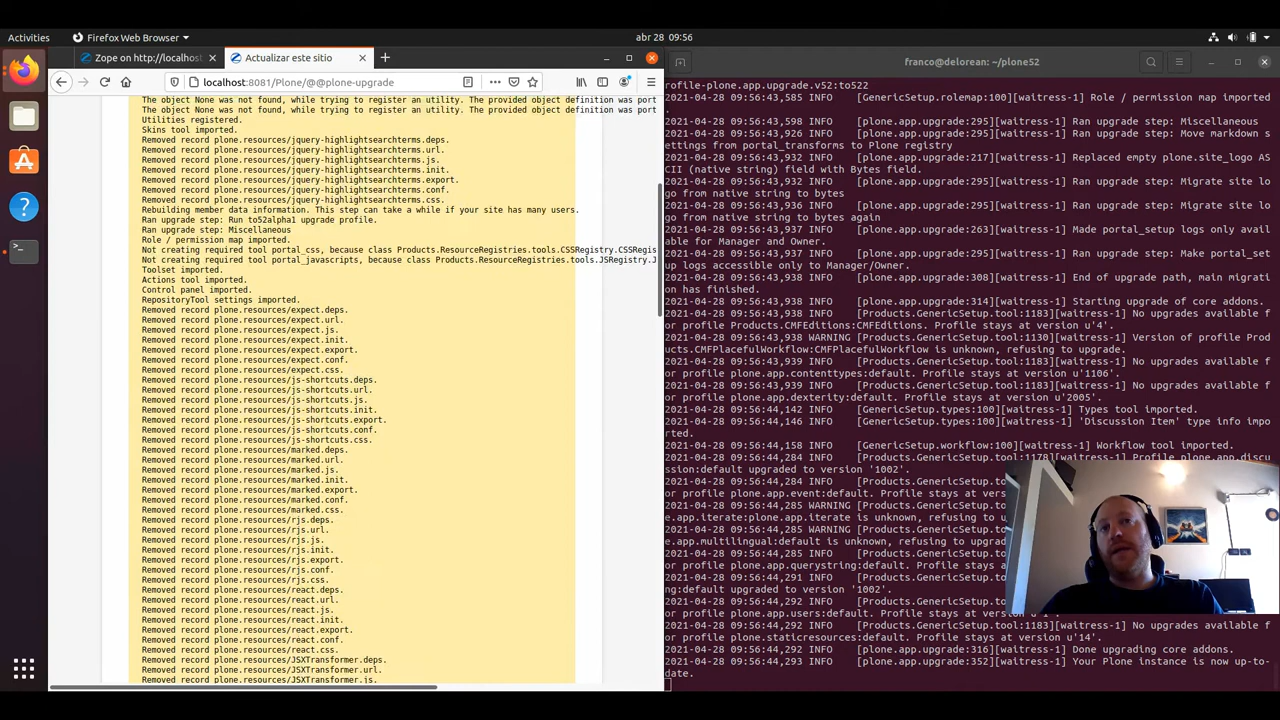 Activities
Firefox Web Browser
abr 28 09:56
Zope on http://localhost:
Actualizar este sitio
localhost:8081/Plone/@@plone-upgrade
The object None was not found, while trying to register an utility. The provided object definition was port
The object None was not found, while trying to register an utility. The provided object definition was port
Utilities registered.
Skins tool imported.
Removed record plone.resources/jquery-highlightsearchterms.deps.
Removed record plone.resources/jquery-highlightsearchterms.url.
Removed record plone.resources/jquery-highlightsearchterms.js.
Removed record plone.resources/jquery-highlightsearchterms.init.
Removed record plone.resources/jquery-highlightsearchterms.export.
Removed record plone.resources/jquery-highlightsearchterms.conf.
Removed record plone.resources/jquery-highlightsearchterms.css.
Rebuilding member data information. This step can take a while if your site has many users.
Ran upgrade step: Run to52alpha1 upgrade profile.
Ran upgrade step: Miscellaneous
Role / permission map imported.
Not creating required tool portal_css, because class Products.ResourceRegistries.tools.CSSRegistry.CSSRegis
Not creating required tool portal_javascripts, because class Products.ResourceRegistries.tools.JSRegistry.J
Toolset imported.
Actions tool imported.
Control panel imported.
RepositoryTool settings imported.
Removed record plone.resources/expect.deps.
Removed record plone.resources/expect.url.
Removed record plone.resources/expect.js.
Removed record plone.resources/expect.init.
Removed record plone.resources/expect.export.
Removed record plone.resources/expect.conf.
Removed record plone.resources/expect.css.
Removed record plone.resources/js-shortcuts.deps.
Removed record plone.resources/js-shortcuts.url.
Removed record plone.resources/js-shortcuts.js.
Removed record plone.resources/js-shortcuts.init.
Removed record plone.resources/js-shortcuts.export.
Removed record plone.resources/js-shortcuts.conf.
Removed record plone.resources/js-shortcuts.css.
Removed record plone.resources/marked.deps.
Removed record plone.resources/marked.url.
Removed record plone.resources/marked.js.
Removed record plone.resources/marked.init.
Removed record plone.resources/marked.export.
Removed record plone.resources/marked.conf.
Removed record plone.resources/marked.css.
Removed record plone.resources/rjs.deps.
Removed record plone.resources/rjs.url.
Removed record plone.resources/rjs.js.
Removed record plone.resources/rjs.init.
Removed record plone.resources/rjs.export.
Removed record plone.resources/rjs.conf.
Removed record plone.resources/rjs.css.
Removed record plone.resources/react.deps.
Removed record plone.resources/react.url.
Removed record plone.resources/react.js.
Removed record plone.resources/react.init.
Removed record plone.resources/react.export.
Removed record plone.resources/react.conf.
Removed record plone.resources/react.css.
Removed record plone.resources/JSXTransformer.deps.
Removed record plone.resources/JSXTransformer.url.
Removed record plone.resources/JSXTransformer.js.
franco@delorean: ~/plone52
rofile-plone.app.upgrade.v52:to522
2021-04-28 09:56:43,585 INFO [GenericSetup.rolemap:100][waitress-1] Role / permission map imported
.
2021-04-28 09:56:43,598 INFO [plone.app.upgrade:295][waitress-1] Ran upgrade step: Miscellaneous
2021-04-28 09:56:43,926 INFO [plone.app.upgrade:295][waitress-1] Ran upgrade step: Move markdown s
ettings from portal_transforms to Plone registry
2021-04-28 09:56:43,932 INFO [plone.app.upgrade:217][waitress-1] Replaced empty plone.site_logo AS
CII (native string) field with Bytes field.
2021-04-28 09:56:43,932 INFO [plone.app.upgrade:295][waitress-1] Ran upgrade step: Migrate site lo
go from native string to bytes
2021-04-28 09:56:43,936 INFO [plone.app.upgrade:295][waitress-1] Ran upgrade step: Migrate site lo
go from native string to bytes again
2021-04-28 09:56:43,937 INFO [plone.app.upgrade:263][waitress-1] Made portal_setup logs only avail
able for Manager and Owner.
2021-04-28 09:56:43,937 INFO [plone.app.upgrade:295][waitress-1] Ran upgrade step: Make portal_set
up logs accessible only to Manager/Owner.
2021-04-28 09:56:43,938 INFO [plone.app.upgrade:308][waitress-1] End of upgrade path, main migrati
on has finished.
2021-04-28 09:56:43,938 INFO [plone.app.upgrade:314][waitress-1] Starting upgrade of core addons.
2021-04-28 09:56:43,938 INFO [Products.GenericSetup.tool:1183][waitress-1] No upgrades available f
or profile Products.CMFEditions:CMFEditions. Profile stays at version u'4'.
2021-04-28 09:56:43,938 WARNING [Products.GenericSetup.tool:1130][waitress-1] Version of profile Prod
ucts.CMFPlacefulWorkflow:CMFPlacefulWorkflow is unknown, refusing to upgrade.
2021-04-28 09:56:43,939 INFO [Products.GenericSetup.tool:1183][waitress-1] No upgrades available f
or profile plone.app.contenttypes:default. Profile stays at version u'1106'.
2021-04-28 09:56:43,939 INFO [Products.GenericSetup.tool:1183][waitress-1] No upgrades available f
or profile plone.app.dexterity:default. Profile stays at version u'2005'.
2021-04-28 09:56:44,142 INFO [GenericSetup.types:100][waitress-1] Types tool imported.
2021-04-28 09:56:44,146 INFO [GenericSetup.types:100][waitress-1] 'Discussion Item' type info impo
rted.
2021-04-28 09:56:44,158 INFO [GenericSetup.workflow:100][waitress-1] Workflow tool imported.
2021-04-28 09:56:44,284 INFO [Products.GenericSetup.tool:1178][waitress-1] Profile plone.app.discu
ssion:default upgraded to version '1002'.
2021-04-28 09:56:44,284 INFO [Products.GenericSetup.to
or profile plone.app.event:default. Profile stays at vers
2021-04-28 09:56:44,285 WARNING [Products.GenericSetup.to
e.app.iterate:plone.app.iterate is unknown, refusing to u
2021-04-28 09:56:44,285 WARNING [Products.GenericSetup.to
e.app.multilingual:default is unknown, refusing to upgrad
2021-04-28 09:56:44,285 INFO [Products.GenericSetup.to
or profile plone.app.querystring:default. Profile stays a
2021-04-28 09:56:44,291 INFO [Products.GenericSetup.to
ng:default upgraded to version '1002'.
2021-04-28 09:56:44,292 INFO [Products.GenericSetup.to
or profile plone.app.users:default. Profile stays at vers
2021-04-28 09:56:44,292 INFO [Products.GenericSetup.tool:1183][waitress-1] No upgrades available f
or profile plone.staticresources:default. Profile stays at version u'14'.
2021-04-28 09:56:44,292 INFO [plone.app.upgrade:316][waitress-1] Done upgrading core addons.
2021-04-28 09:56:44,293 INFO [plone.app.upgrade:352][waitress-1] Your Plone instance is now up-to-
date.